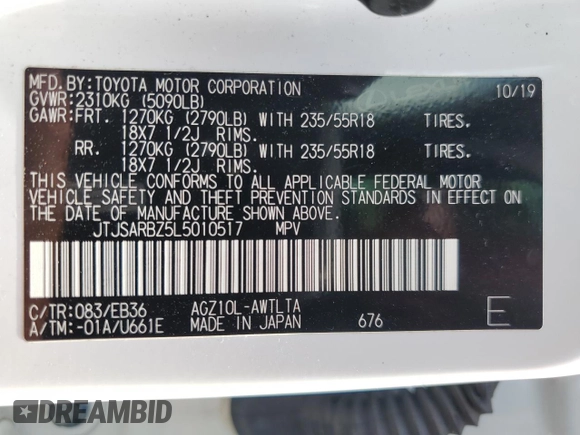 MFD.BY:TOYOTA MOTOR CORPORATION 10/19
GVWR:2310KG (5090LB)
GAWR:FRT. 1270KG (2790LB) WITH 235/55R18 TIRES.
18X7 1/2J RIMS.
RR. 1270KG (2790LB) WITH 235/55R18 TIRES.
18X7 1/2J RIMS.
THIS VEHICLE CONFORMS TO ALL APPLICABLE FEDERAL MOTOR
VEHICLE SAFETY AND THEFT PREVENTION STANDARDS IN EFFECT ON
THE DATE OF MANUFACTURE SHOWN ABOVE.
JTJSARBZ5L5010517 MPV
C/TR:083/EB36 AGZ10L-AWTLTA
A/TM:-01A/U661E MADE IN JAPAN 676 E
DREAMBID